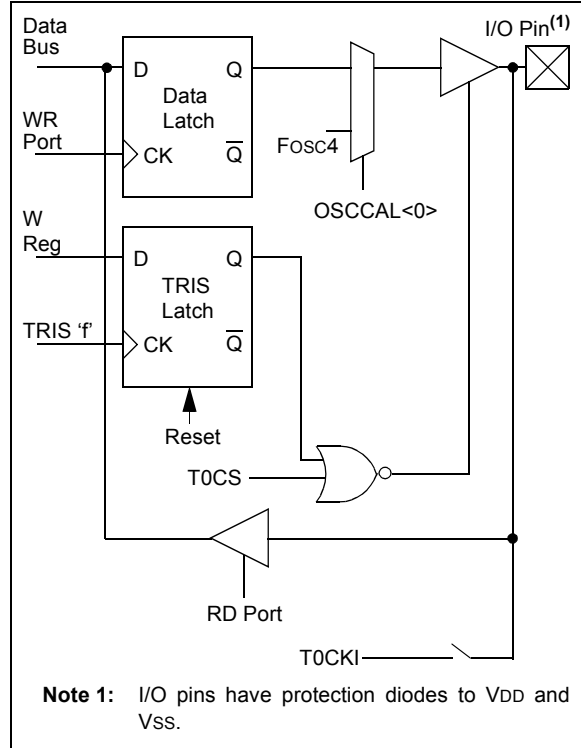 Data
Bus
I/O Pin(1)
D
Q
Data
Latch
WR
Port
CK
Q
FOSC4
OSCCAL<0>
W
Reg
D
Q
TRIS
Latch
TRIS ‘f’
CK
Q
Reset
T0CS
RD Port
T0CKI
Note 1: I/O pins have protection diodes to VDD and
VSS.